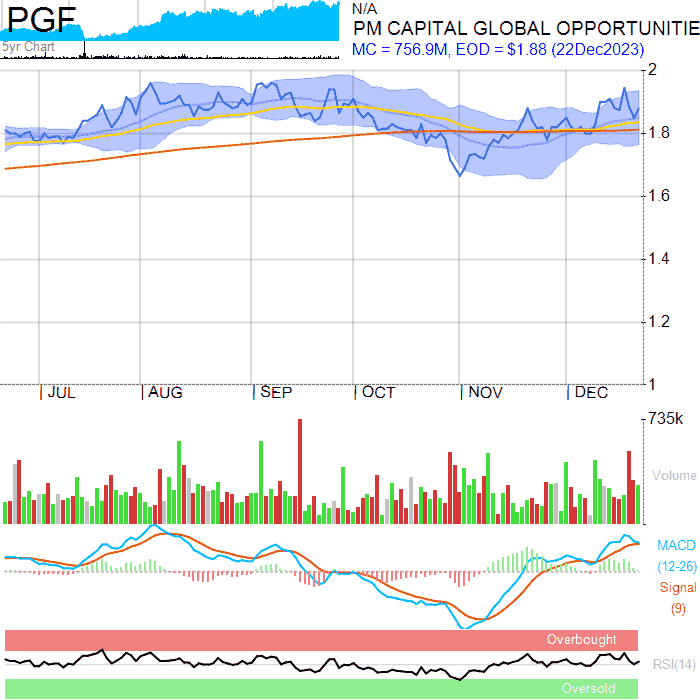 PGF
5yr Chart
N/A
PM CAPITAL GLOBAL OPPORTUNITIE
MC = 756.9M, EOD = $1.88 (22Dec2023)
2
1.8
1.6
1.4
1.2
1
JUL AUG SEP OCT NOV DEC
735k
Volume
MACD
(12-26)
Signal
(9)
Overbought
RSI(14)
Oversold